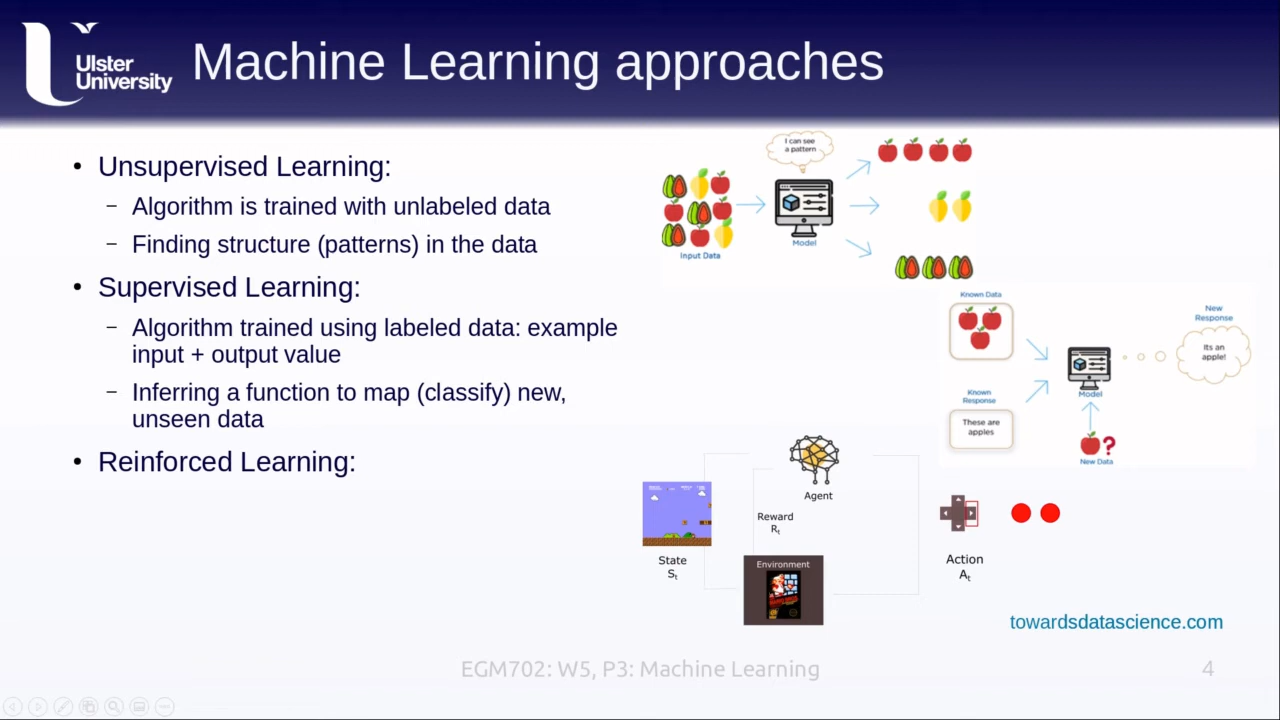 Ulster
University
Machine Learning approaches
Unsupervised Learning:
Algorithm is trained with unlabeled data
Finding structure (patterns) in the data
Supervised Learning:
Algorithm trained using labeled data: example
input + output value
Inferring a function to map (classify) new,
unseen data
Reinforced Learning:
I can see
a pattern
Input Data
Model
Known Data
Known
Response
These are
apples
Model
?
New Data
New
Response
Its an
apple!
Agent
Reward
Rt
State
St
Environment
Action
At
towardsdatascience.com
EGM702: W5, P3: Machine Learning
4